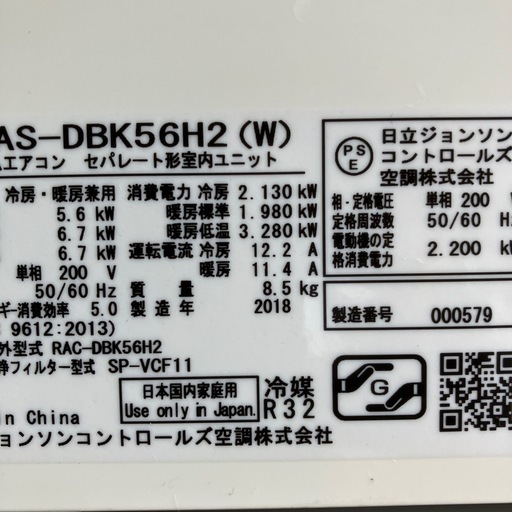 AS-DBK56H2 (W)
エアコン セパレート形室内ユニット
冷房・暖房兼用 消費電力 冷房 2.130 kW
5.6 kW 暖房標準 1.980 kW
6.7 kW 暖房低温 3.280 kW
6.7 kW 運転電流 冷房 12.2 A
単相 200 V 暖房 11.4 A
50/60 Hz 質量 8.5 kg
ギー消費効率 5.0 製造年 2018
9612:2013)
外型式 RAC-DBK56H2
フィルター型式 SP-VCF11
日本国内家庭用
Use only in Japan.
冷媒
R32
in China
ジョンソンコントロールズ空調株式会社
PS
E
日立ジョンソン
コントロールズ
空調株式会社
相・定格電圧 単相 200
定格周波数 50/60 Hz
電動機の定
格消費電力 2.200 k
製造番号 000579
G